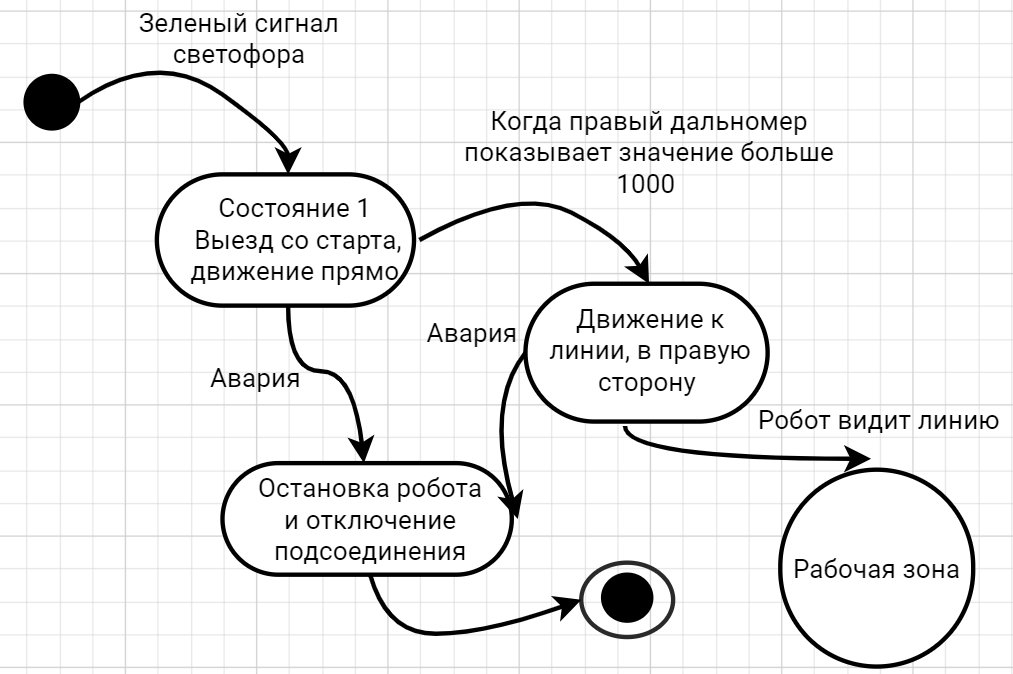 Зеленый сигнал
светофора
Когда правый дальномер
показывает значение больше
1000
Состояние 1
Выезд со старта,
движение прямо
Авария
Движение к
линии, в правую
сторону
Авария
Робот видит линию
Остановка робота
и отключение
подсоединения
Рабочая зона